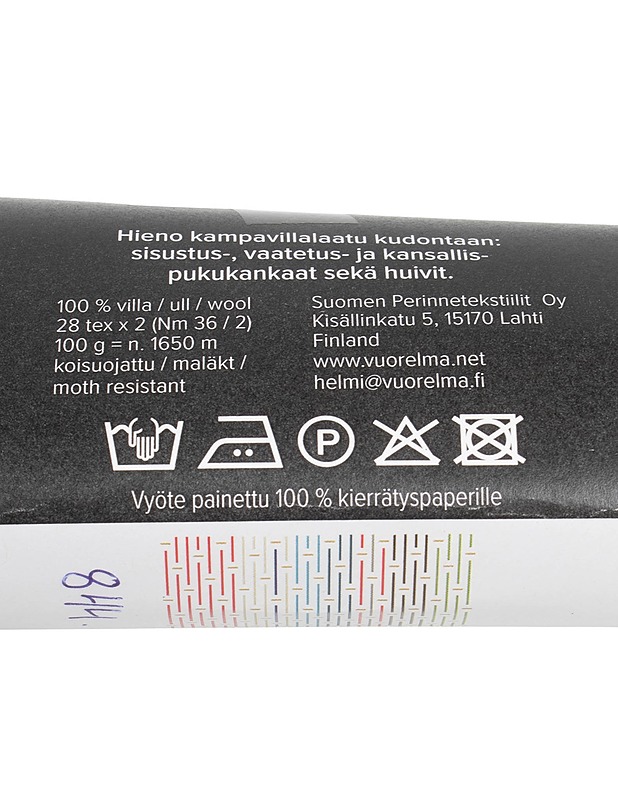 Hieno kampavillalaatu kudontaan:
sisustus-, vaatetus- ja kansallis-
pukukankaat sekä huivit.
100 % villa / ull / wool
28 tex x 2 (Nm 36 / 2)
100 g = n. 1650 m
koisuojattu / maläkt /
moth resistant
Suomen Perinnetekstiilit Oy
Kisällinkatu 5, 15170 Lahti
Finland
www.vuorelma.net
helmi@vuorelma.fi
P
Vyöte painettu 100 % kierrätyspaperille